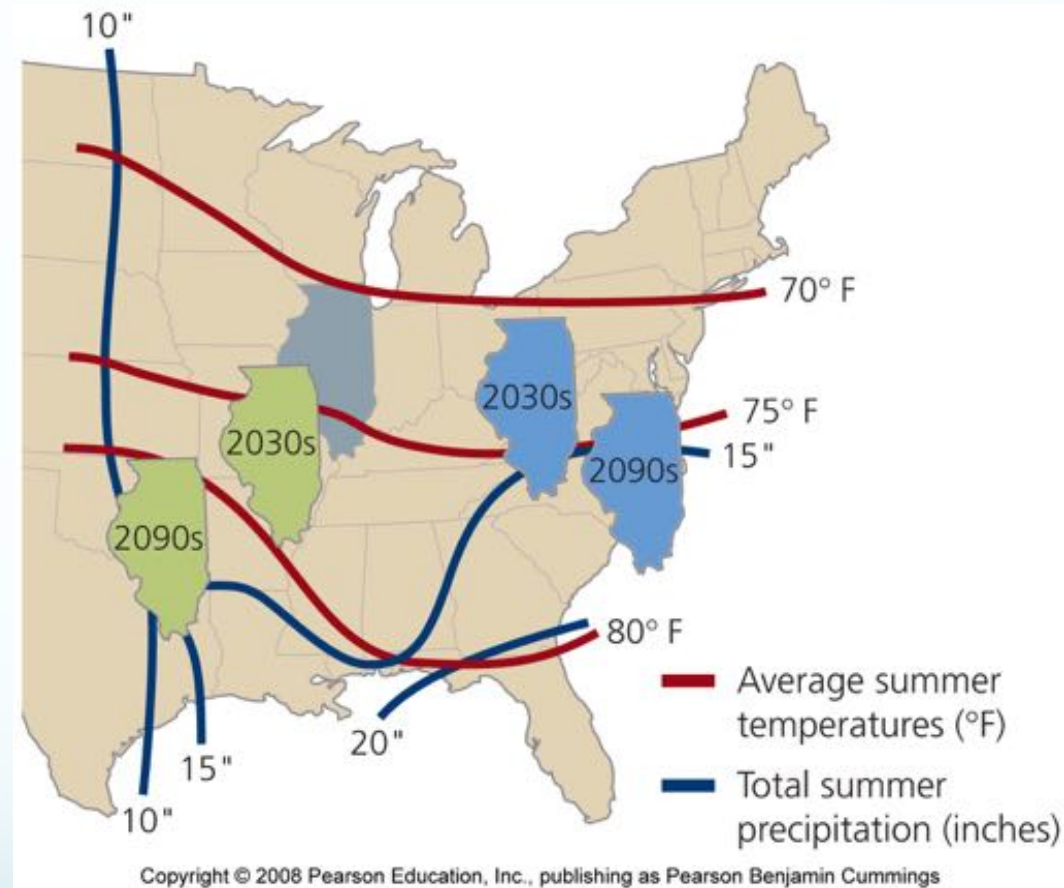 10"
70° F
2030s
75° F
2030s
15"
2090s
2090s
80° F
Average summer
temperatures (°F)
20"
15"
Total summer
precipitation (inches)
10"
Copyright © 2008 Pearson Education, Inc., publishing as Pearson Benjamin Cummings